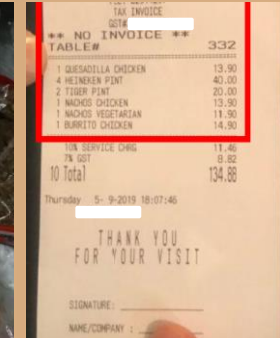 TAX INVOICE
GST#
** NO INVOICE **
TABLE# 332
1 QUESADILLA CHICKEN 13.90
4 HEINEKEN PINT 40.00
2 TIGER PINT 20.00
1 NACHOS CHICKEN 13.90
1 NACHOS VEGETARIAN 11.90
1 BURRITO CHICKEN 14.90
10% SERVICE CHRG 11.46
7% GST 8.82
10 Total 134.88
Thursday 5- 9-2019 18:07:46
THANK YOU
FOR YOUR VISIT
SIGNATURE:
NAME/COMPANY :